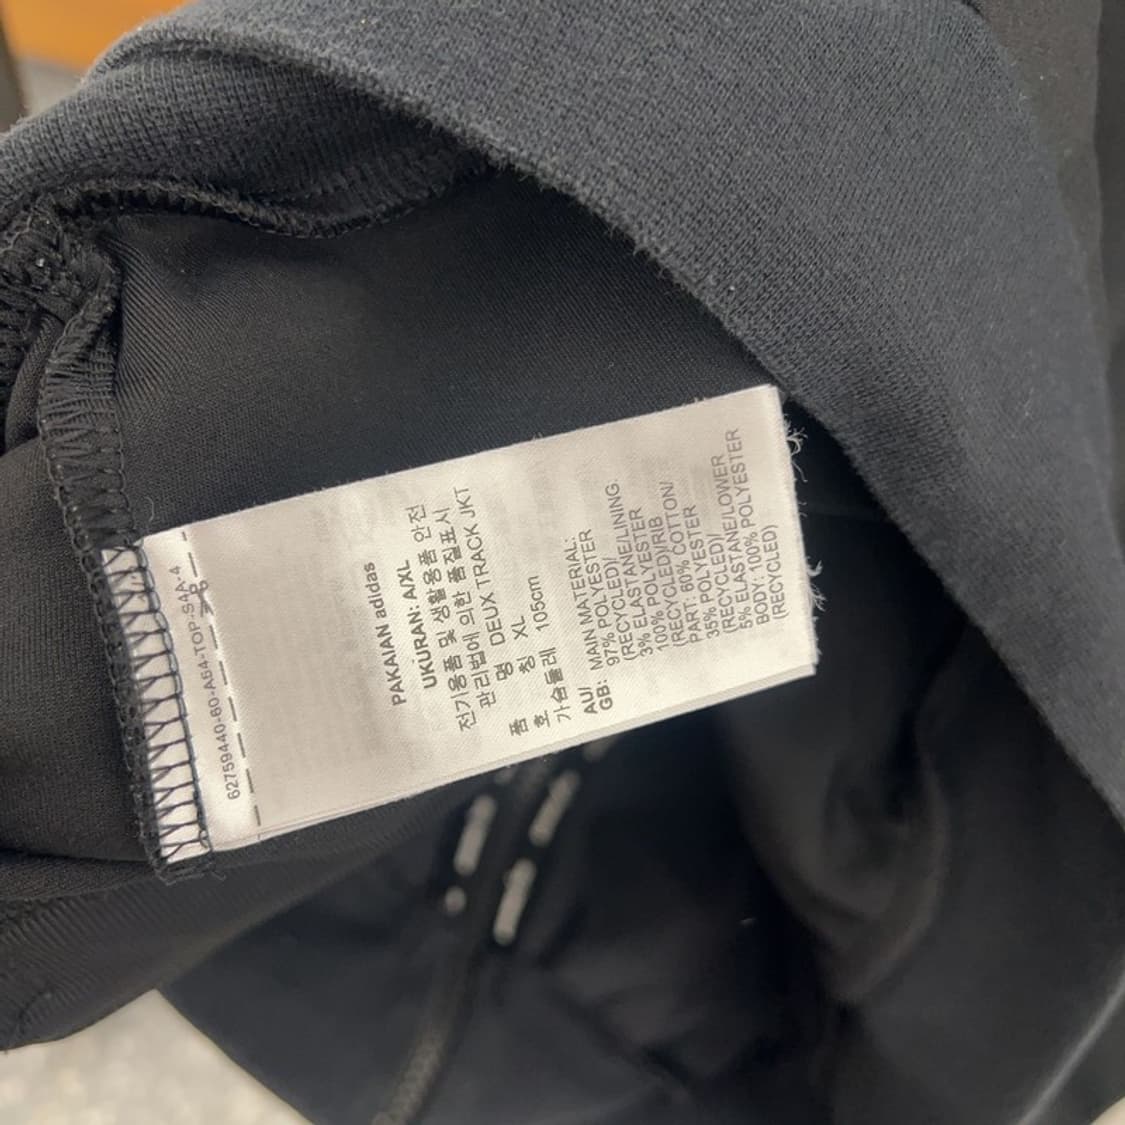 62759440-60-A64-TOP-S-A-4
PAKAIAN adidas
UKURAN: A/XL
전기용품 및 생활용품 안전
관리법에 의한 품질표시
품 명 DEUX TRACK JKT
호 칭 XL
가슴둘레 105cm
AU/ MAIN MATERIAL:
GB: 97% POLYESTER
(RECYCLED)/
3% ELASTANE/LINING:
100% POLYESTER
(RECYCLED)/RIB
PART: 60% COTTON/
35% POLYESTER
(RECYCLED)/
5% ELASTANE/LOWER
BODY: 100% POLYESTER
(RECYCLED)